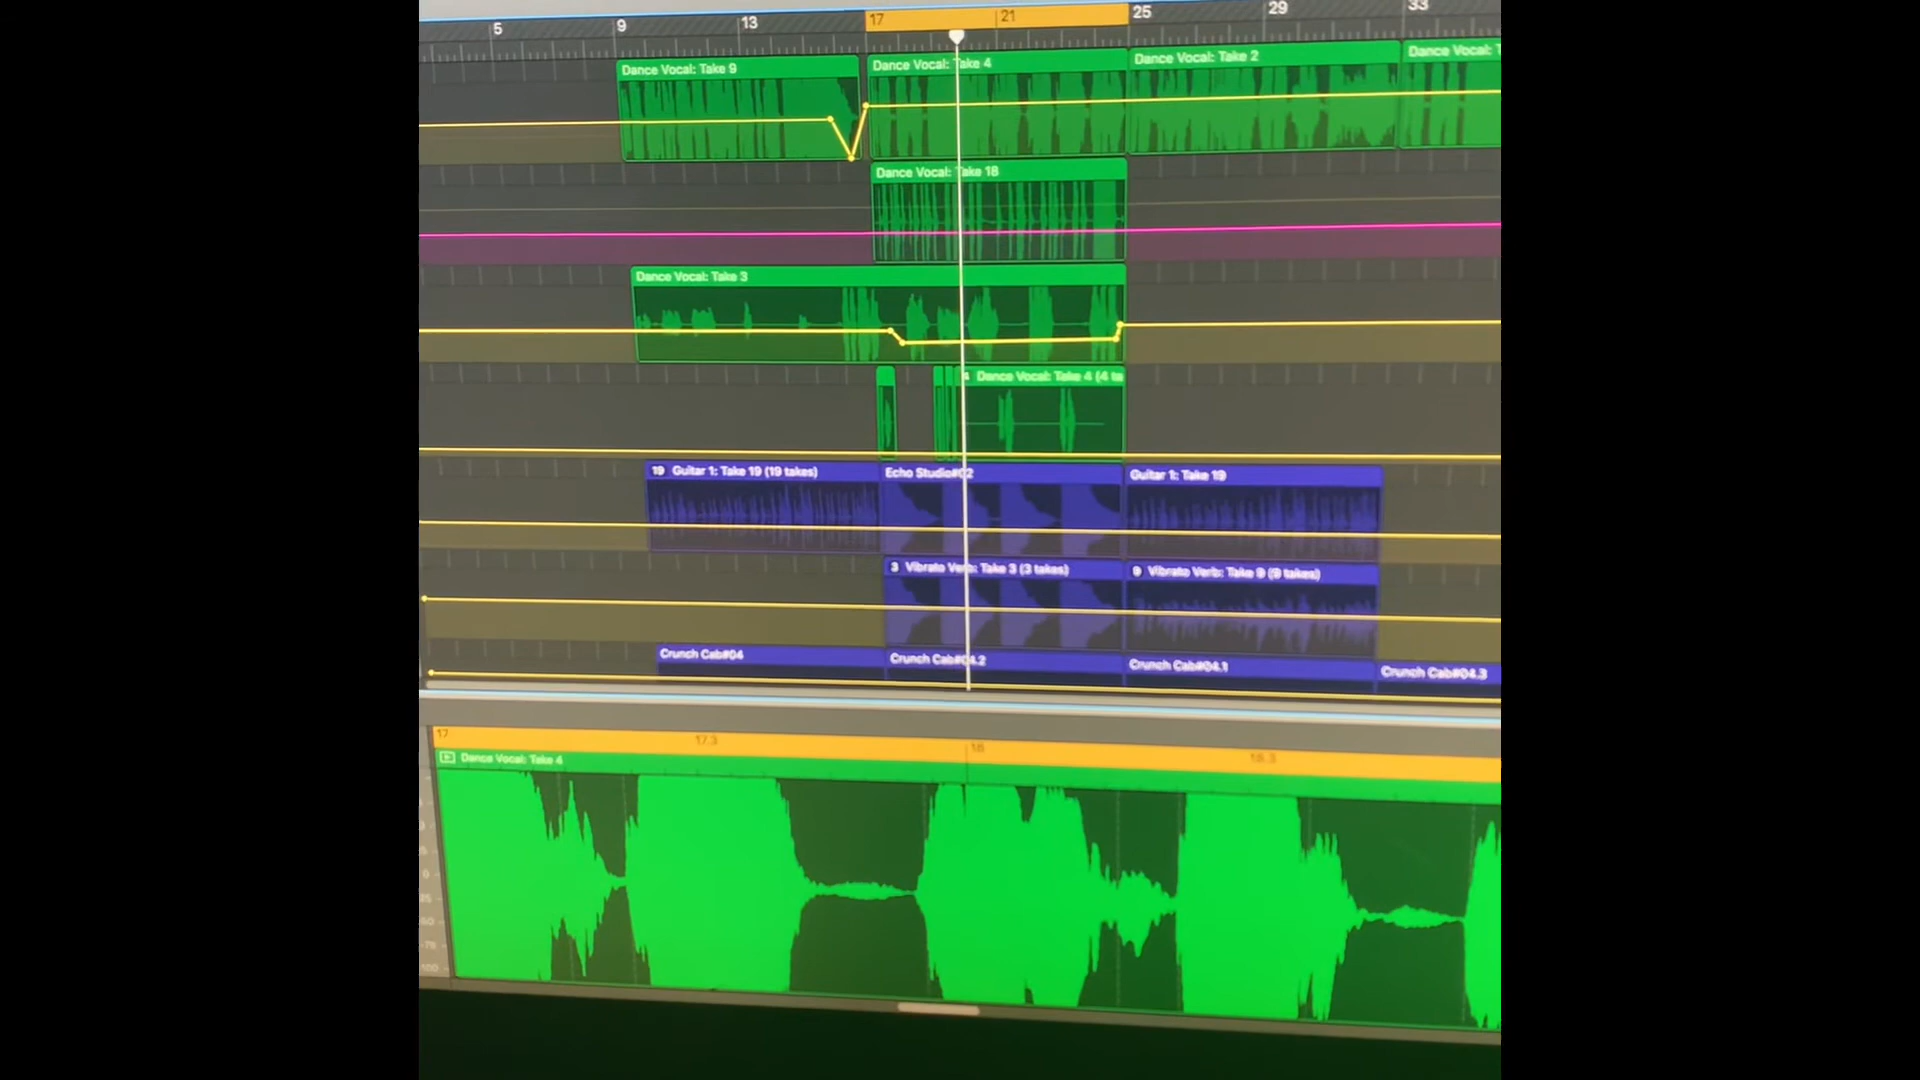 5 9 13 17 21 25 29 33
Dance Vocal: Take 9
Dance Vocal: Take 4
Dance Vocal: Take 2
Dance Vocal:
Dance Vocal: Take 18
Dance Vocal: Take 3
Dance Vocal: Take 4 (4 ta
19 Guitar 1: Take 19 (19 takes)
Echo Studio#02
Guitar 1: Take 19
3 Vibrato Verb: Take 3 (3 takes)
9 Vibrato Verb: Take 9 (9 takes)
Crunch Cab#04
Crunch Cab#04.2
Crunch Cab#04.1
Crunch Cab#04.3
17 17.3 18 18.3
Dance Vocal: Take 4
0